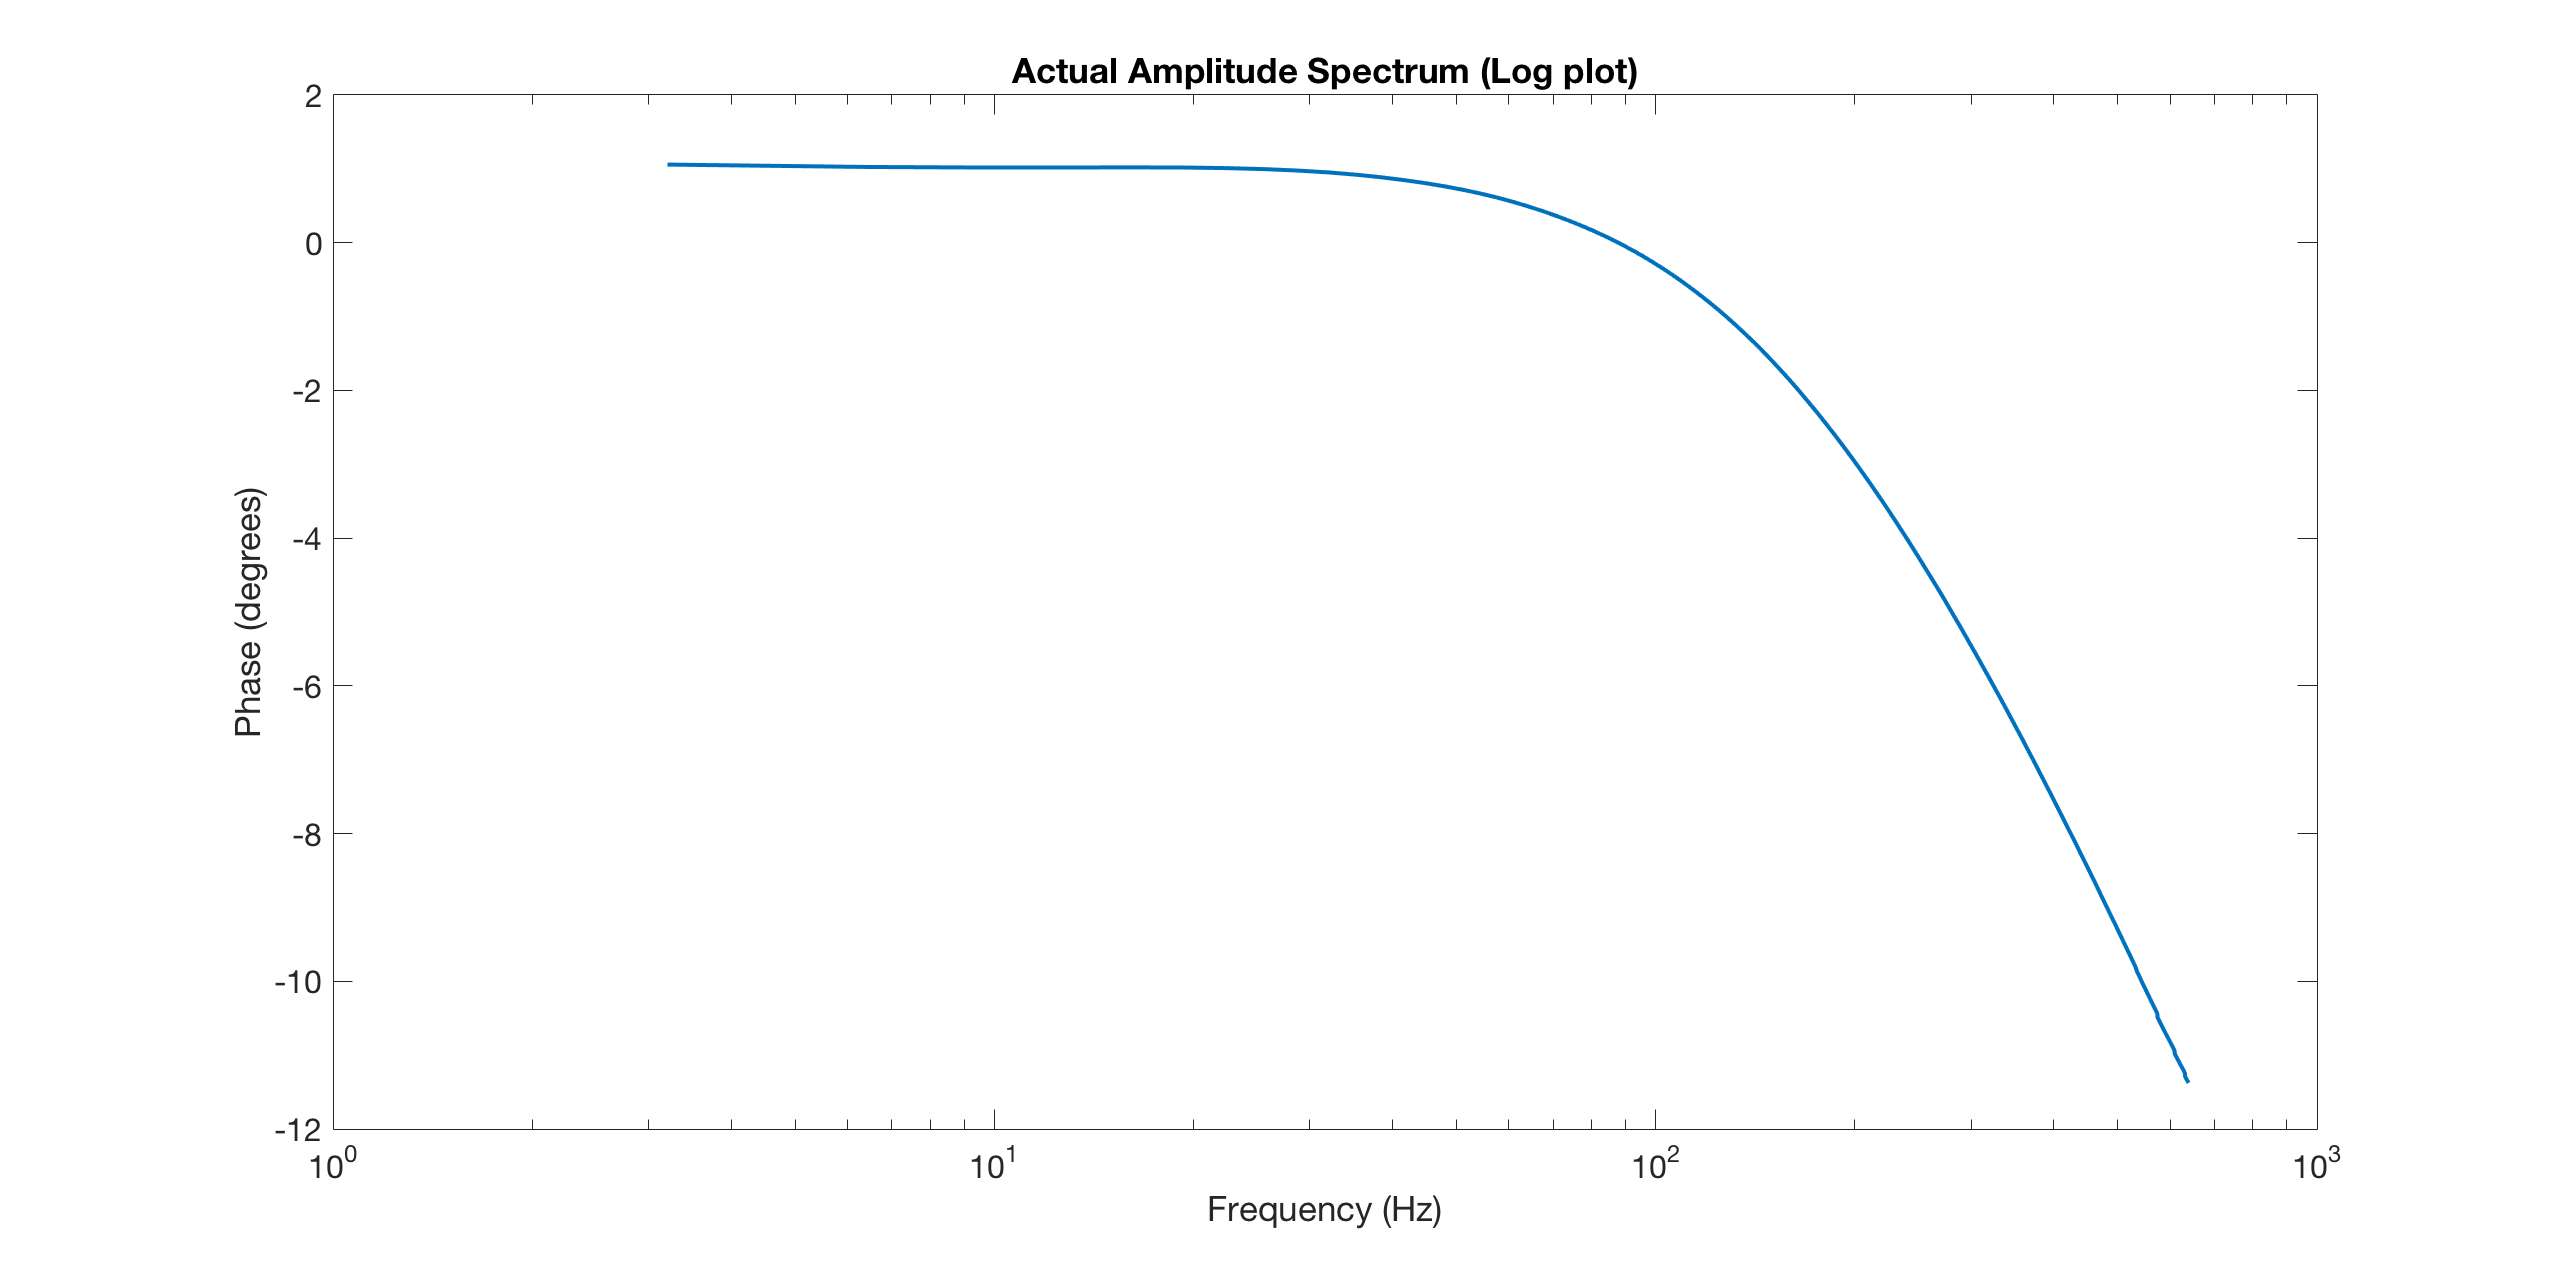 Actual Amplitude Spectrum (Log plot)
2
0
-2
-4
-6
-8
-10
-12
Phase (degrees)
10^0 10^1 10^2 10^3
Frequency (Hz)